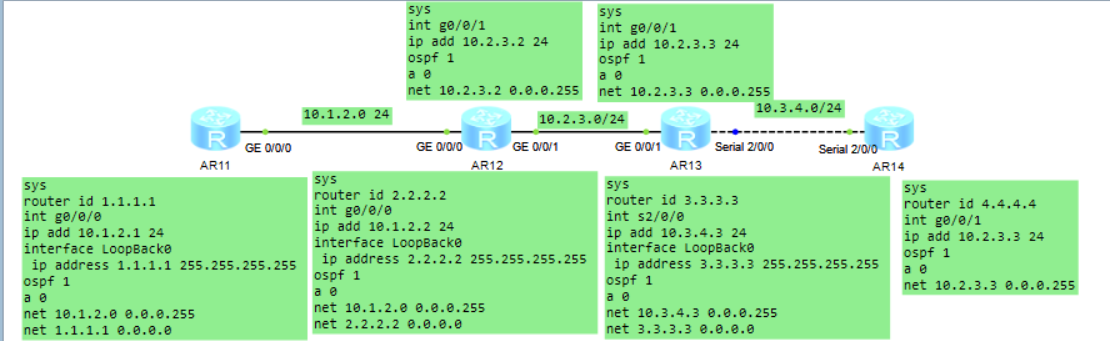 sys
int g0/0/1
ip add 10.2.3.2 24
ospf 1
a 0
net 10.2.3.2 0.0.0.255
sys
int g0/0/1
ip add 10.2.3.3 24
ospf 1
a 0
net 10.2.3.3 0.0.0.255
10.1.2.0 24
10.2.3.0/24
10.3.4.0/24
R
R
R
R
GE 0/0/0
GE 0/0/0
GE 0/0/1
GE 0/0/1
Serial 2/0/0
Serial 2/0/0
AR11
AR12
AR13
AR14
sys
router id 1.1.1.1
int g0/0/0
ip add 10.1.2.1 24
interface LoopBack0
ip address 1.1.1.1 255.255.255.255
ospf 1
a 0
net 10.1.2.0 0.0.0.255
net 1.1.1.1 0.0.0.0
sys
router id 2.2.2.2
int g0/0/0
ip add 10.1.2.2 24
interface LoopBack0
ip address 2.2.2.2 255.255.255.255
ospf 1
a 0
net 10.1.2.0 0.0.0.255
net 2.2.2.2 0.0.0.0
sys
router id 3.3.3.3
int s2/0/0
ip add 10.3.4.3 24
interface LoopBack0
ip address 3.3.3.3 255.255.255.255
ospf 1
a 0
net 10.3.4.3 0.0.0.255
net 3.3.3.3 0.0.0.0
sys
router id 4.4.4.4
int g0/0/1
ip add 10.2.3.3 24
ospf 1
a 0
net 10.2.3.3 0.0.0.255